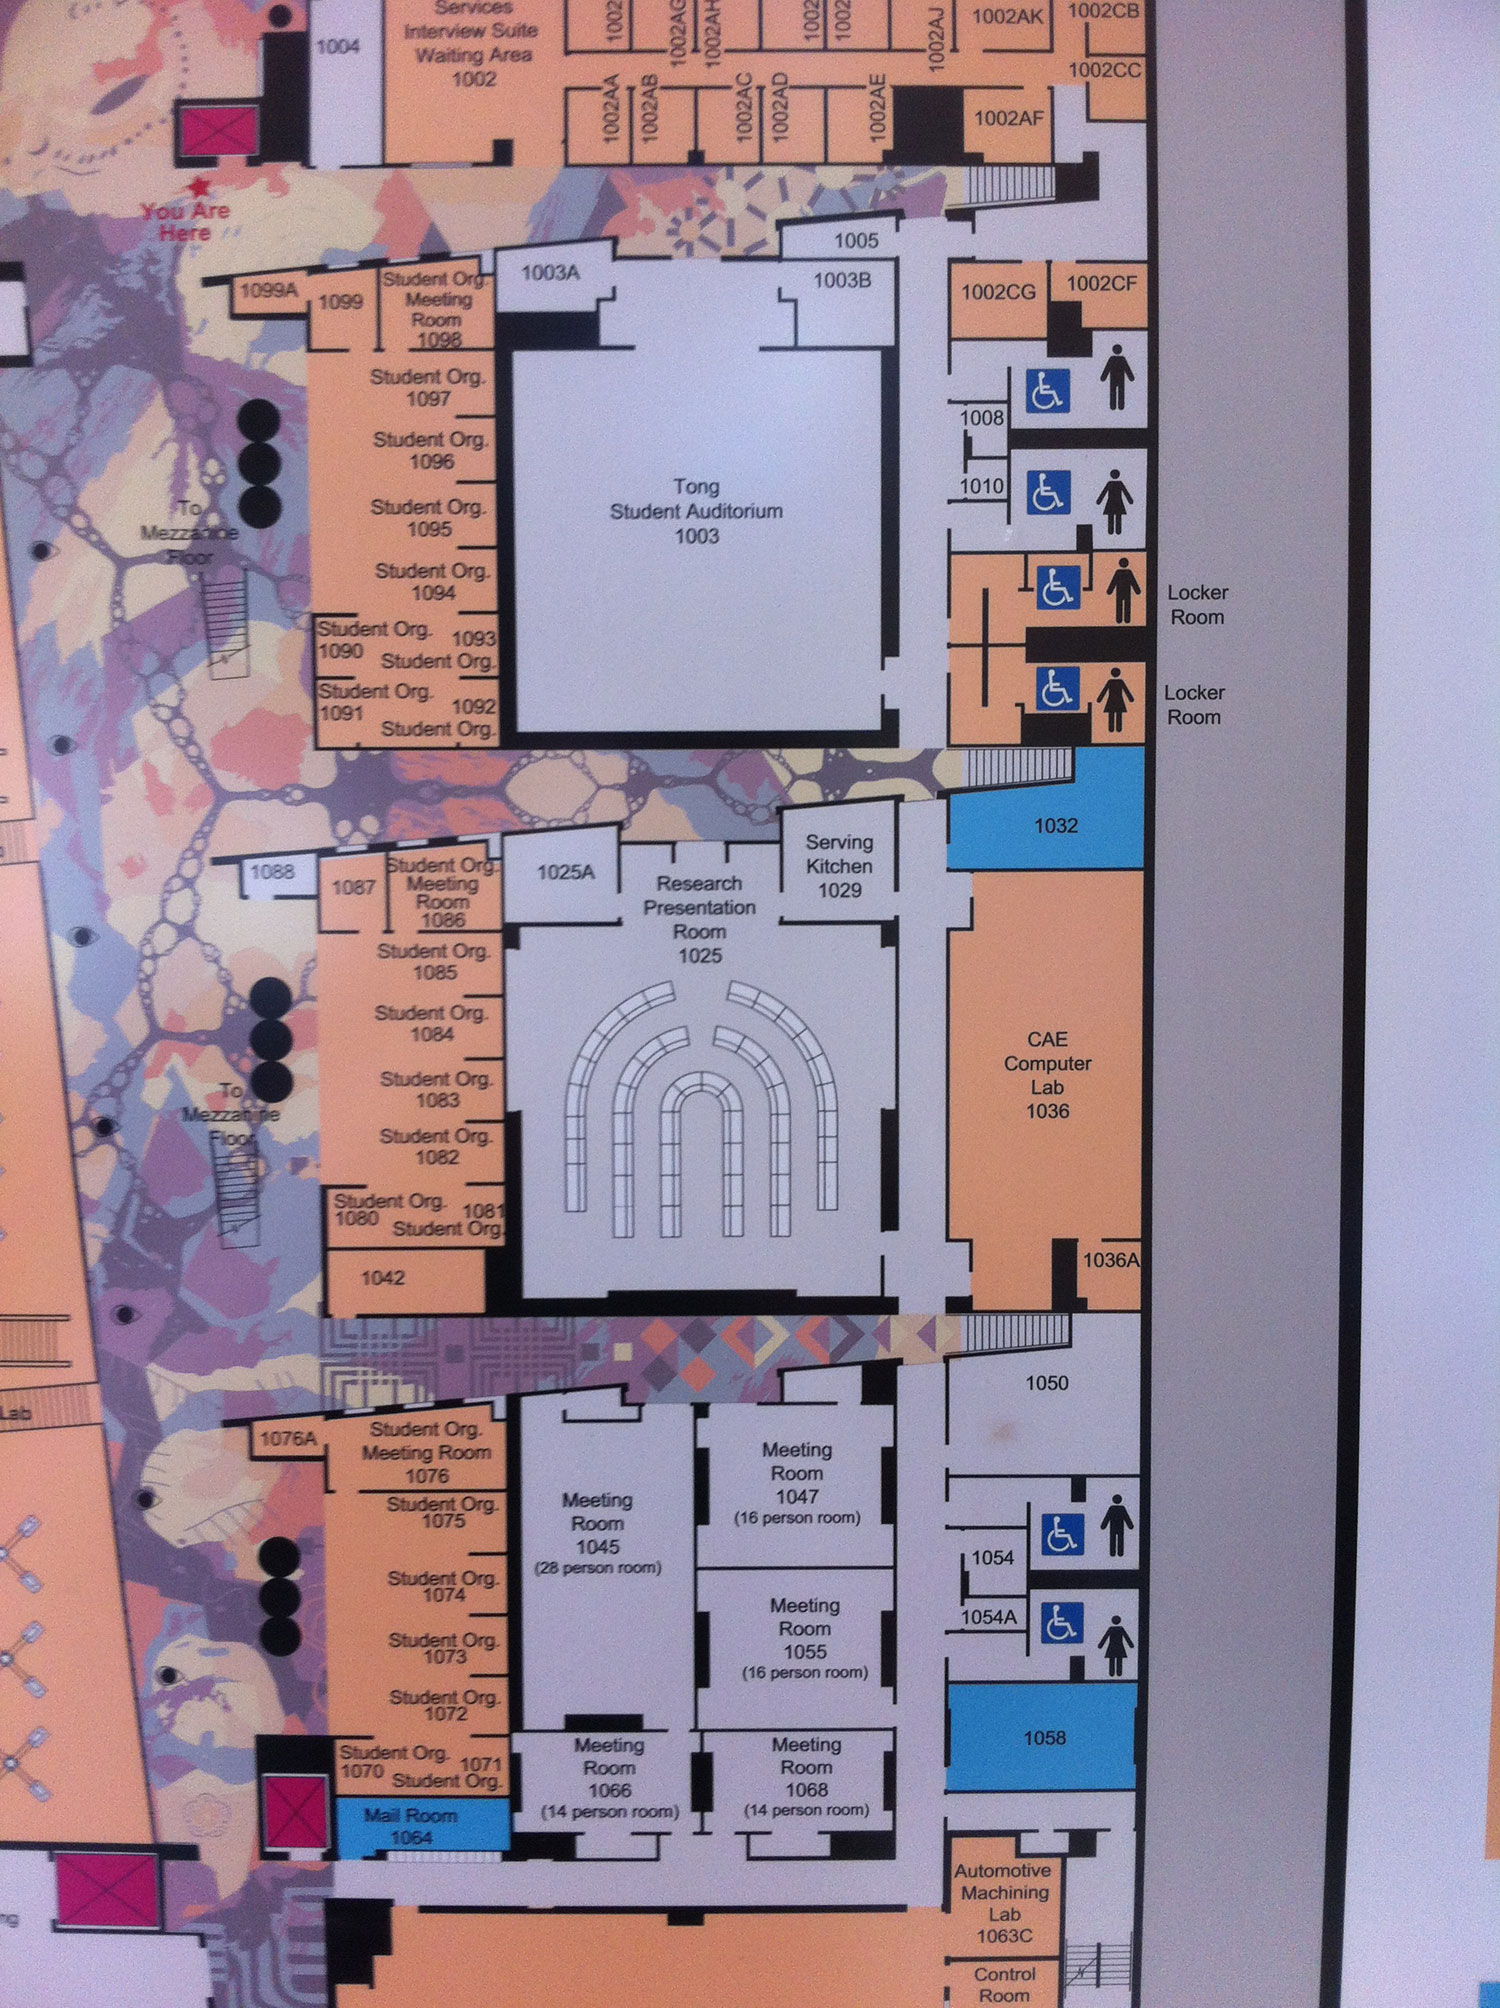 Services
Interview Suite
Waiting Area
1002
1004
1002
1002AG
1002AH
1002
1002
1002AJ
1002AK
1002CB
1002CC
1002AA
1002AB
1002AC
1002AD
1002AE
1002AF
You Are
Here
1005
1003A
1003B
1002CG
1002CF
1099A
1099
Student Org.
Meeting
Room
1098
Student Org.
1097
Student Org.
1096
Student Org.
1095
Student Org.
1094
Student Org.
1090
1093
Student Org.
Student Org.
1091
1092
Student Org.
Tong
Student Auditorium
1003
1008
1010
Locker
Room
Locker
Room
To
Mezzanine
Floor
1032
1088
1087
Student Org.
Meeting
Room
1086
1025A
Research
Presentation
Room
1025
Serving
Kitchen
1029
Student Org.
1085
Student Org.
1084
Student Org.
1083
Student Org.
1082
Student Org.
1080
1081
Student Org.
1042
To
Mezzanine
Floor
CAE
Computer
Lab
1036
1036A
1050
Lab
1076A
Student Org.
Meeting Room
1076
Student Org.
1075
Student Org.
1074
Student Org.
1073
Student Org.
1072
Student Org.
1070
1071
Student Org.
Mail Room
1064
Meeting
Room
1045
(28 person room)
Meeting
Room
1047
(16 person room)
Meeting
Room
1055
(16 person room)
Meeting
Room
1066
(14 person room)
Meeting
Room
1068
(14 person room)
1054
1054A
1058
Automotive
Machining
Lab
1063C
Control
Room